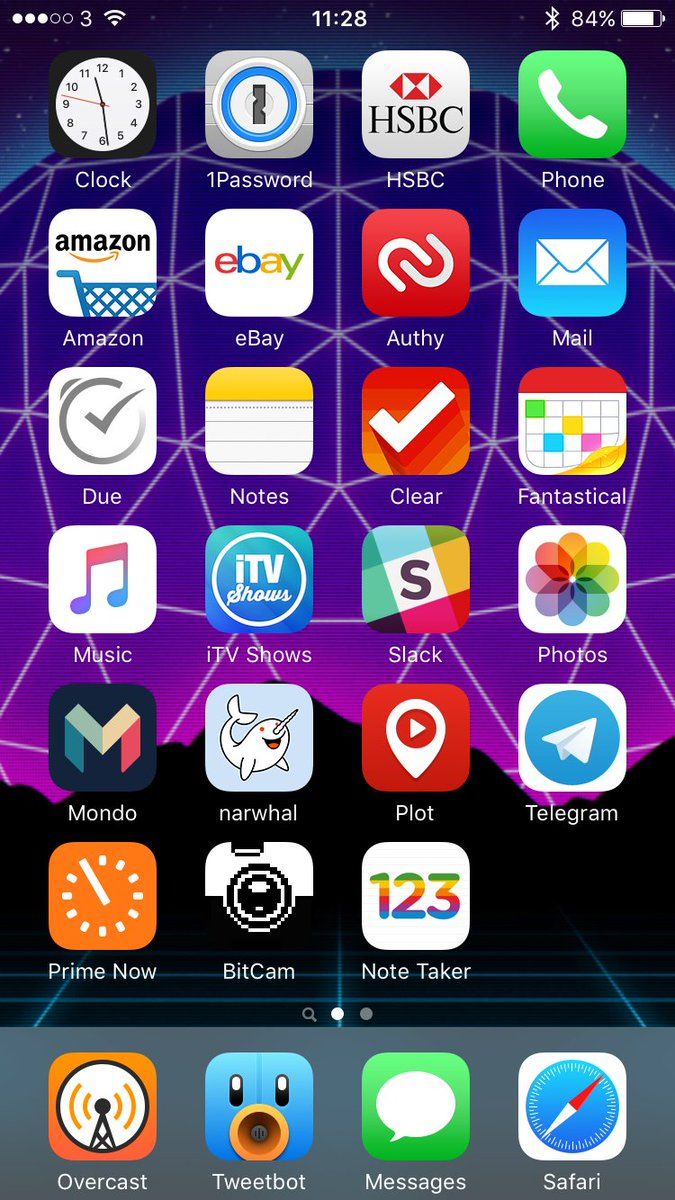 3 11:28 84%
12
11 1
10 2
9 3
8 4
7 5
6
HSBC
Clock 1Password HSBC Phone
amazon ebay
Amazon eBay Authy Mail
Due Notes Clear Fantastical
iTV
Shows
S
Music iTV Shows Slack Photos
Mondo narwhal Plot Telegram
123
Prime Now BitCam Note Taker
Overcast Tweetbot Messages Safari